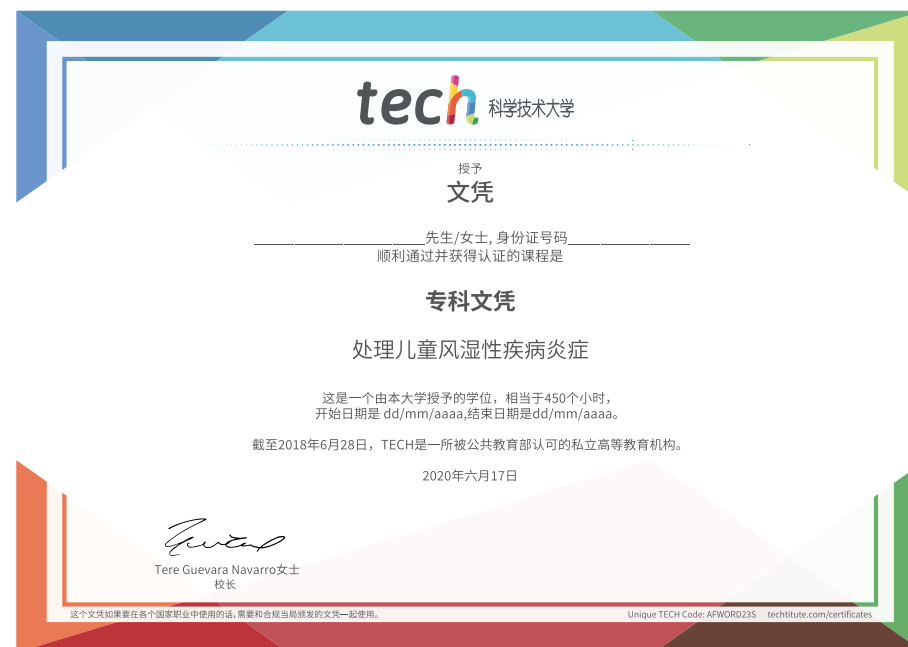 tech 科学技术大学
授予
文凭
_____________________先生/女士, 身份证号码_______________
顺利通过并获得认证的课程是
专科文凭
处理儿童风湿性疾病炎症
这是一个由本大学授予的学位，相当于450个小时，
开始日期是 dd/mm/aaaa,结束日期是dd/mm/aaaa。
截至2018年6月28日，TECH是一所被公共教育部认可的私立高等教育机构。
2020年六月17日
Tere Guevara Navarro女士
校长
这个文凭如果要在各个国家职业中使用的话,需要和合规当局颁发的文凭一起使用。
Unique TECH Code: AFWORD23S techtitute.com/certificates